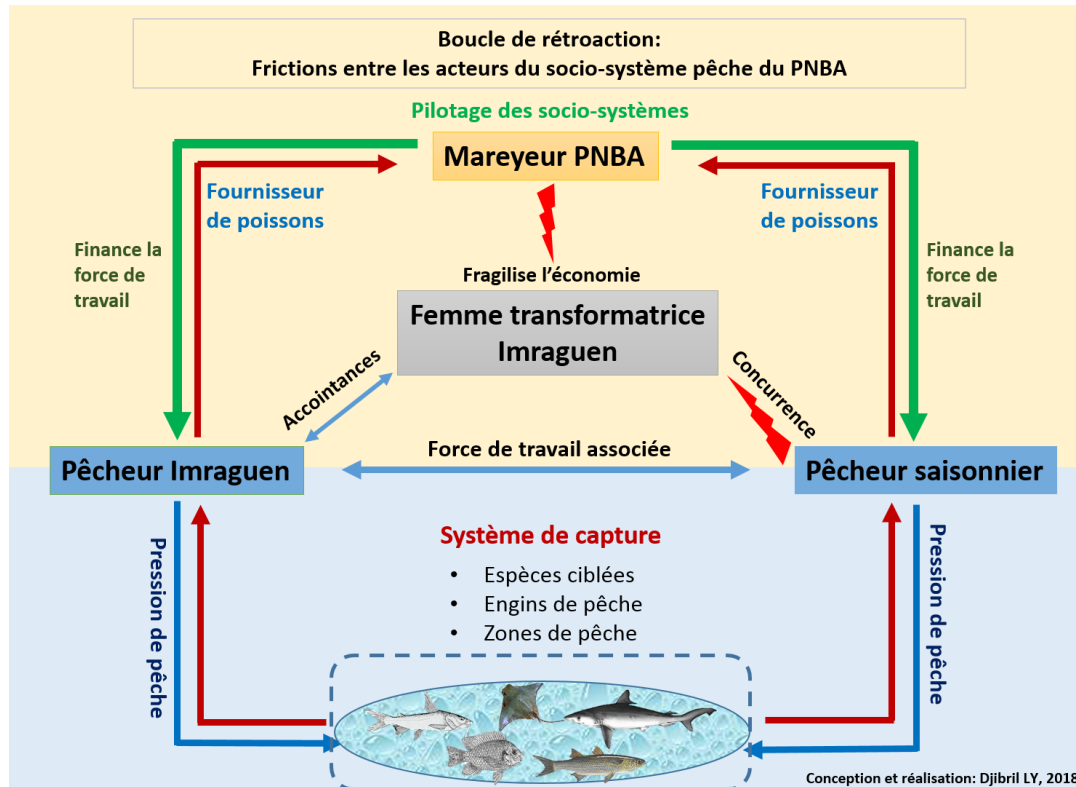 Boucle de rétroaction:
Frictions entre les acteurs du socio-système pêche du PNBA
Pilotage des socio-systèmes
Mareyeur PNBA
Fournisseur
de poissons
Fournisseur
de poissons
Finance la
force de
travail
Finance la
force de
travail
Fragilise l’économie
Femme transformatrice
Imraguen
Accointances
Concurrence
Force de travail associée
Pêcheur Imraguen
Pêcheur saisonnier
Pression de pêche
Système de capture
• Espèces ciblées
• Engins de pêche
• Zones de pêche
Pression de pêche
Conception et réalisation: Djibril LY, 2018